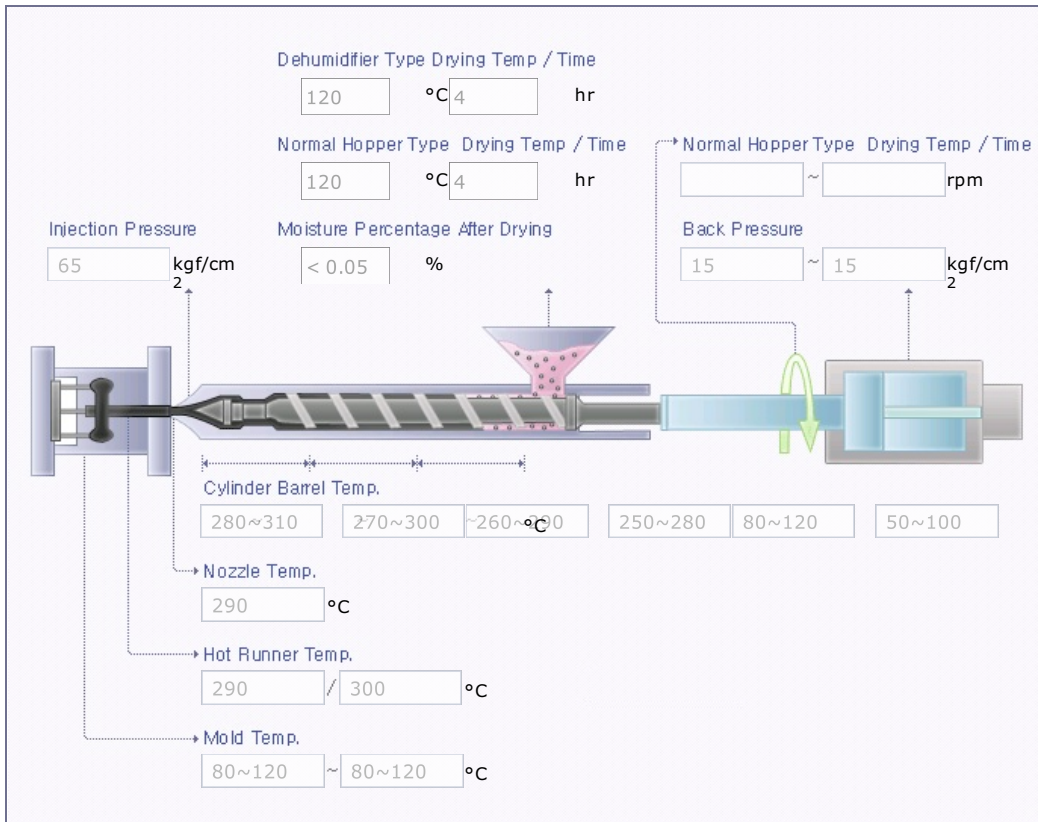 Dehumidifier Type Drying Temp / Time
120 °C 4 hr
Normal Hopper Type Drying Temp / Time
120 °C 4 hr
Normal Hopper Type Drying Temp / Time
~ rpm
Injection Pressure
65 kgf/cm
2
Moisture Percentage After Drying
< 0.05 %
Back Pressure
15 ~ 15 kgf/cm
2
Cylinder Barrel Temp.
280~310 ~ 270~300 ~ 260~290 °C 250~280 80~120 50~100
Nozzle Temp.
290 °C
Hot Runner Temp.
290 / 300 °C
Mold Temp.
80~120 ~ 80~120 °C